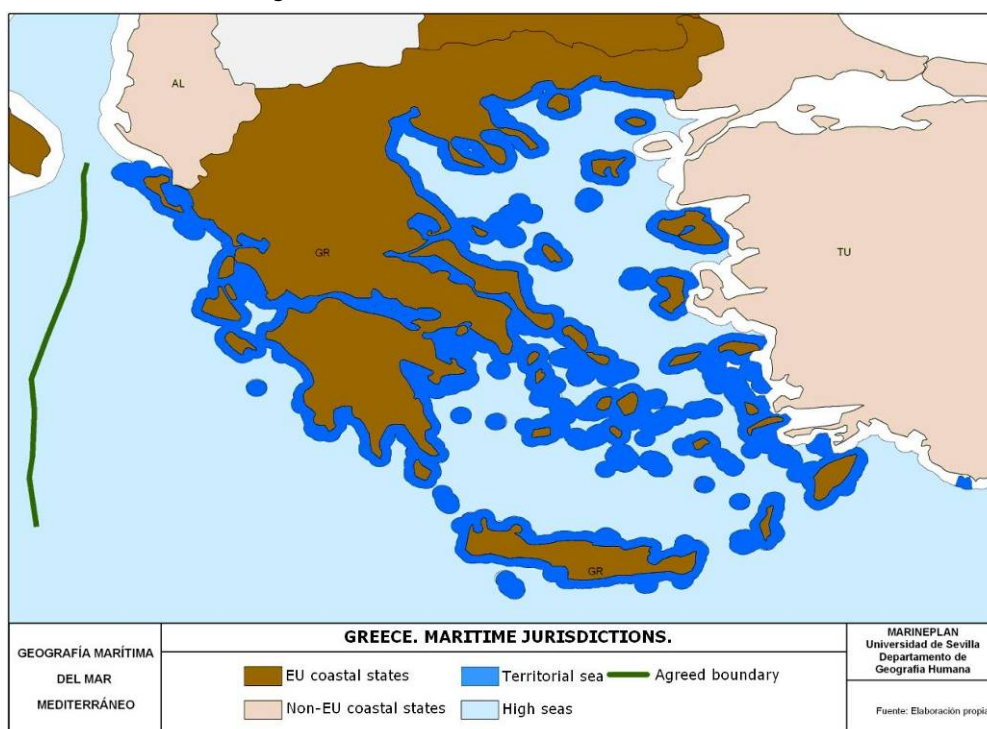 AL
GR
TU
GR
GEOGRAFÍA MARÍTIMA
DEL MAR
MEDITERRÁNEO
GREECE. MARITIME JURISDICTIONS.
EU coastal states
Territorial sea
Agreed boundary
Non-EU coastal states
High seas
MARINEPLAN
Universidad de Sevilla
Departamento de
Geografía Humana
Fuente: Elaboración propia